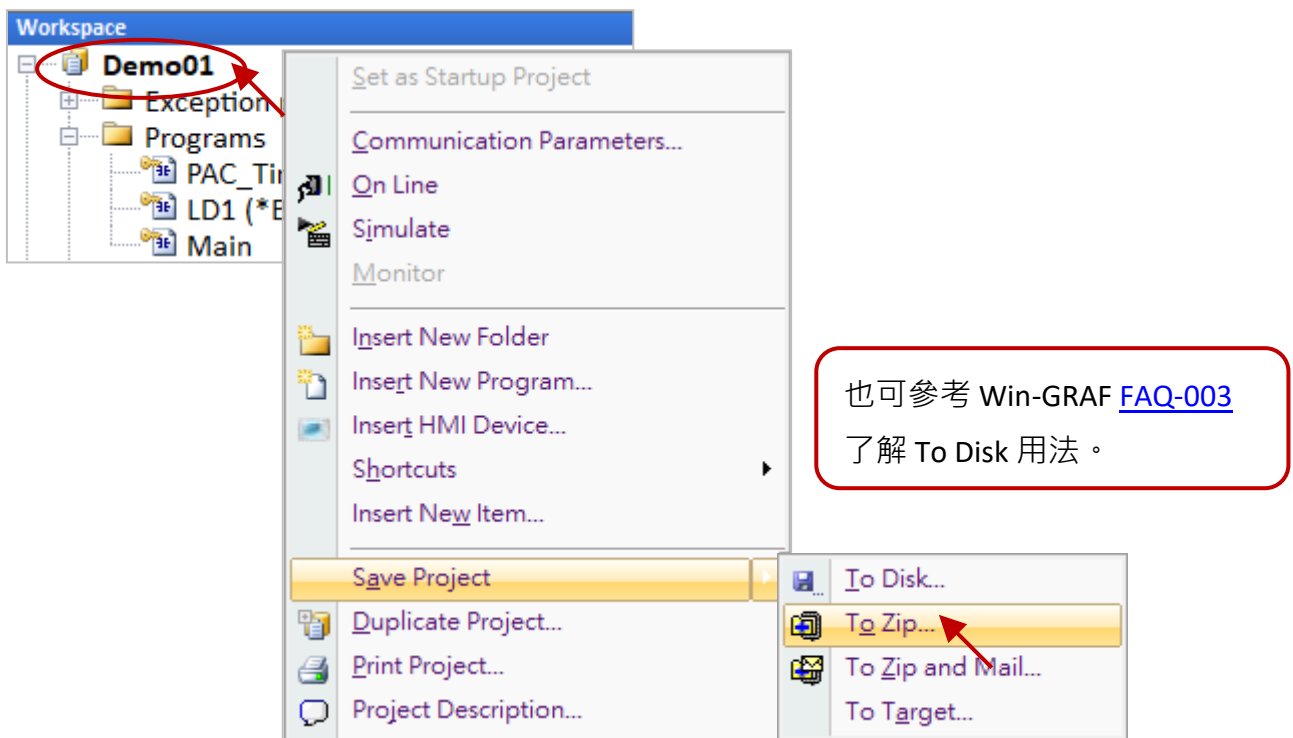 Workspace
Demo01
Exception
Programs
PAC_Tir
LD1 (*E
Main
Set as Startup Project
Communication Parameters...
On Line
Simulate
Monitor
Insert New Folder
Insert New Program...
Insert HMI Device...
Shortcuts
Insert New Item...
Save Project
Duplicate Project...
Print Project...
Project Description...
To Disk...
To Zip...
To Zip and Mail...
To Target...
也可參考 Win-GRAF FAQ-003
了解 To Disk 用法。